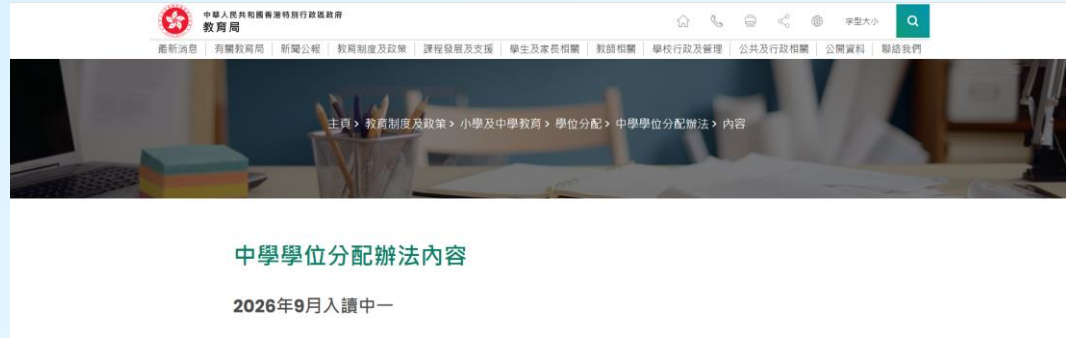 中華人民共和國香港特別行政區政府
教育局
字型大小
最新消息 有關教育局 新聞公報 教育制度及政策 課程發展及支援 學生及家長相關 教師相關 學校行政及管理 公共及行政相關 公開資料 聯絡我們
主頁 > 教育制度及政策 > 小學及中學教育 > 學位分配 > 中學學位分配辦法 > 內容
中學學位分配辦法內容
2026年9月入讀中一